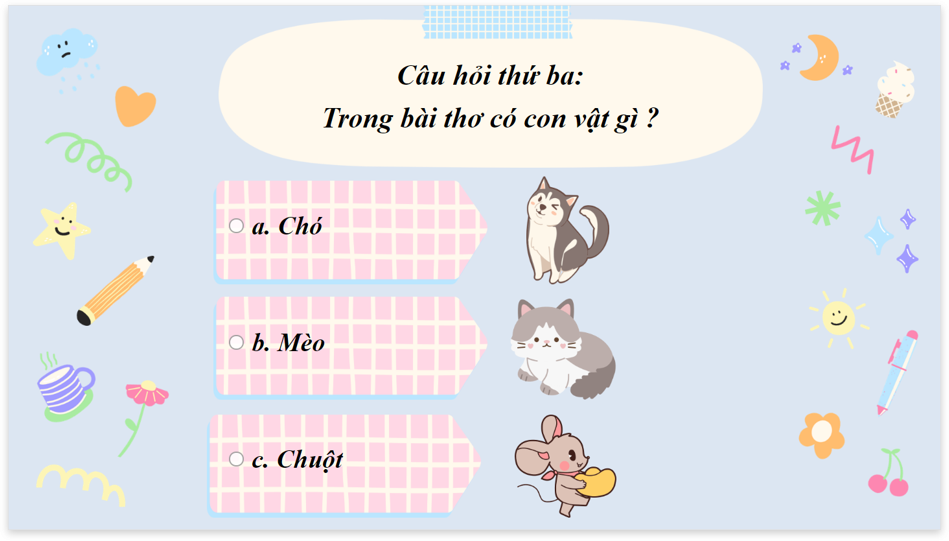 Câu hỏi thứ ba:
Trong bài thơ có con vật gì ?
a. Chó
b. Mèo
c. Chuột